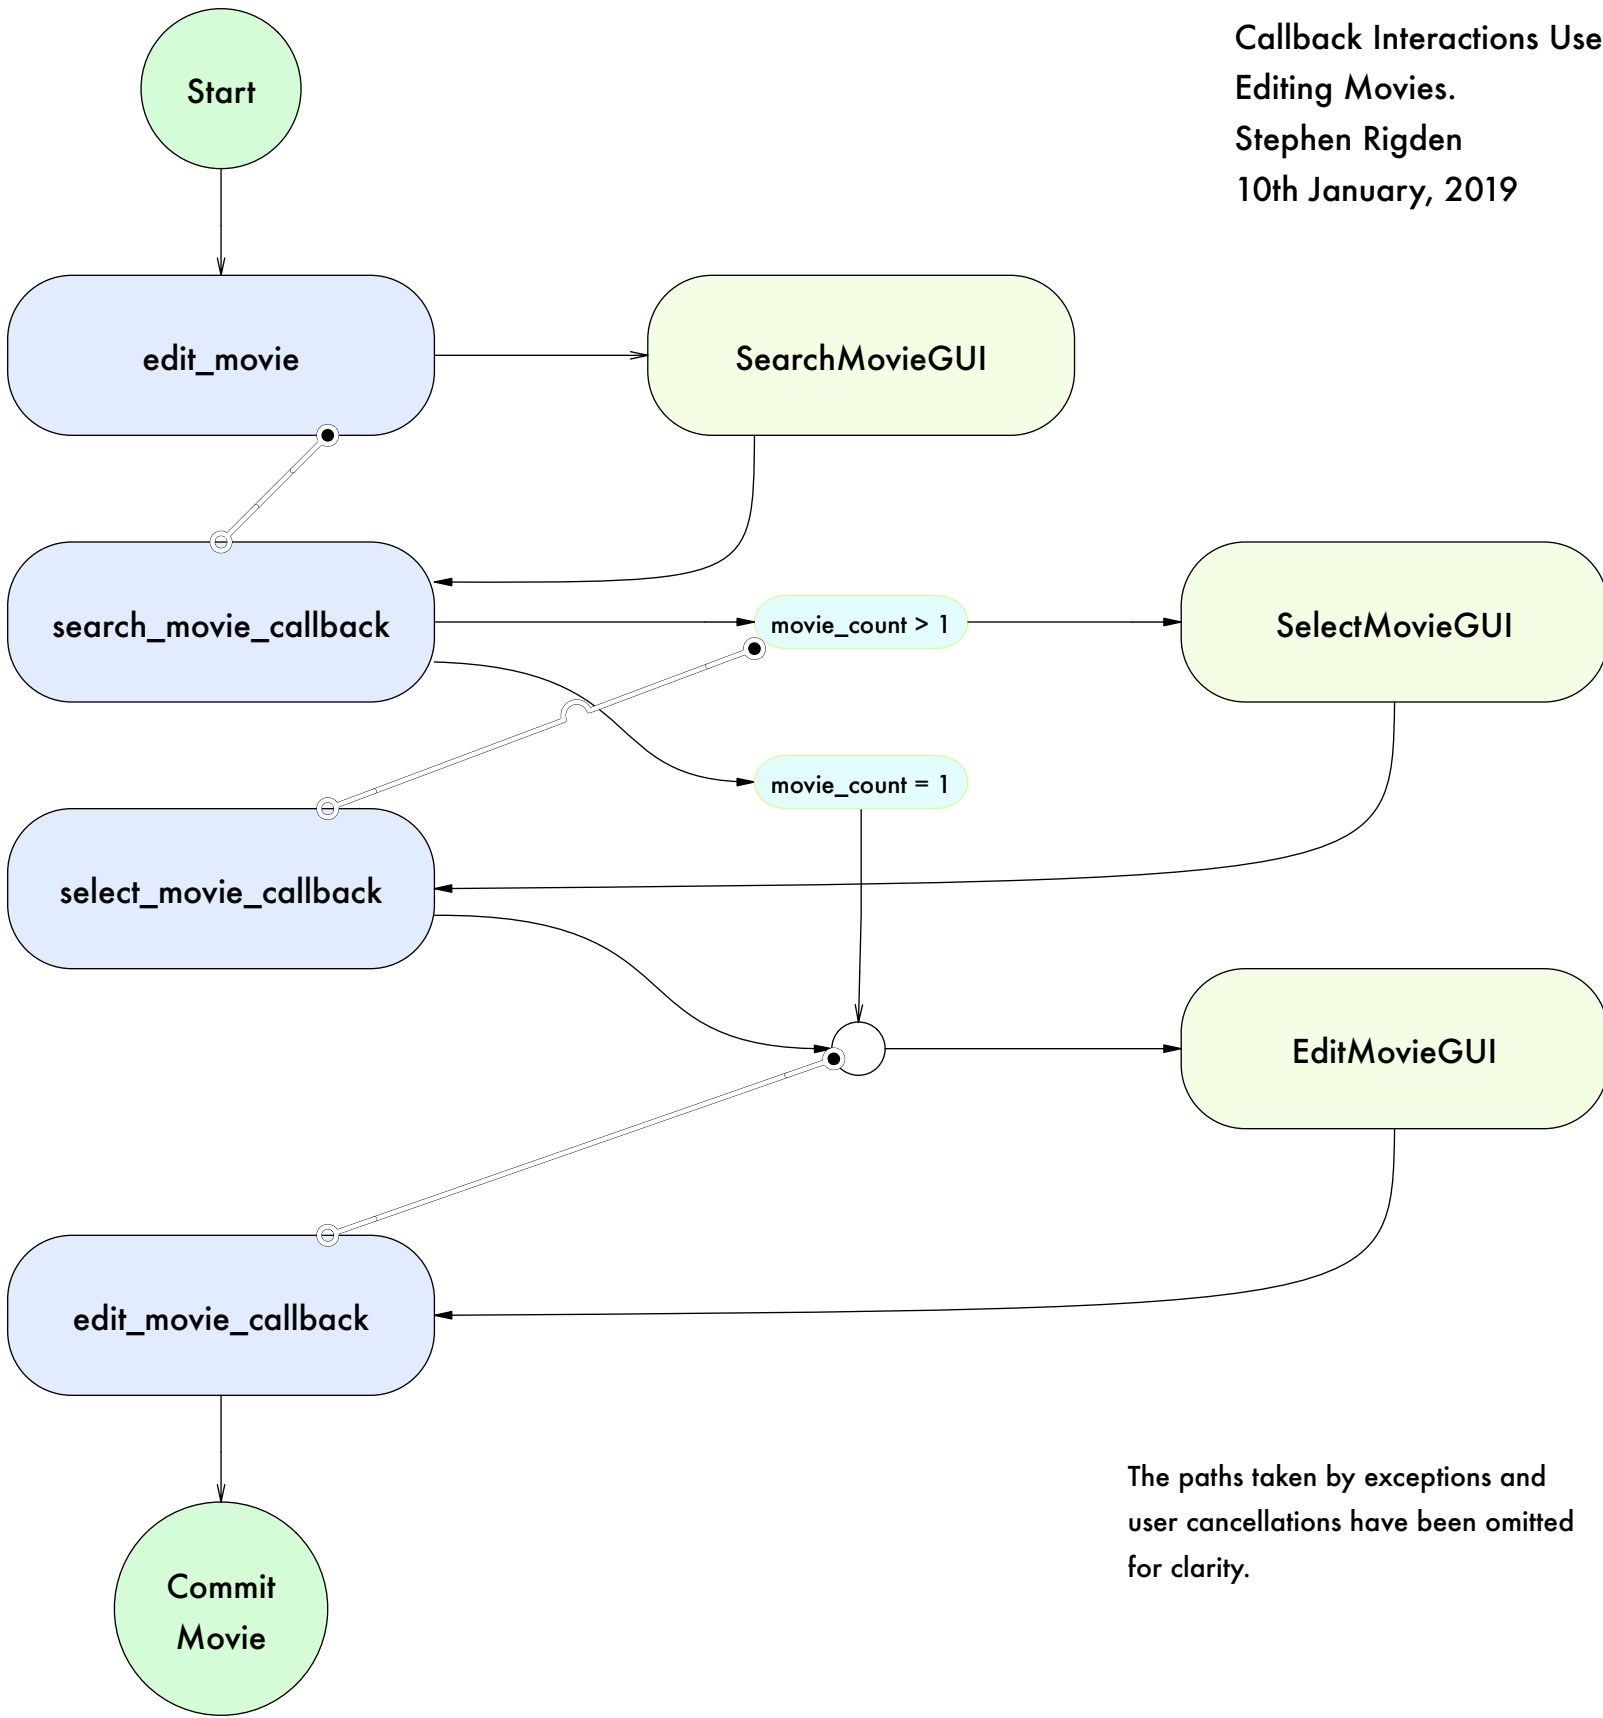 Callback Interactions Use
Editing Movies.
Stephen Rigden
10th January, 2019
Start
edit_movie
SearchMovieGUI
search_movie_callback
movie_count > 1
SelectMovieGUI
movie_count = 1
select_movie_callback
EditMovieGUI
edit_movie_callback
The paths taken by exceptions and
user cancellations have been omitted
for clarity.
Commit
Movie